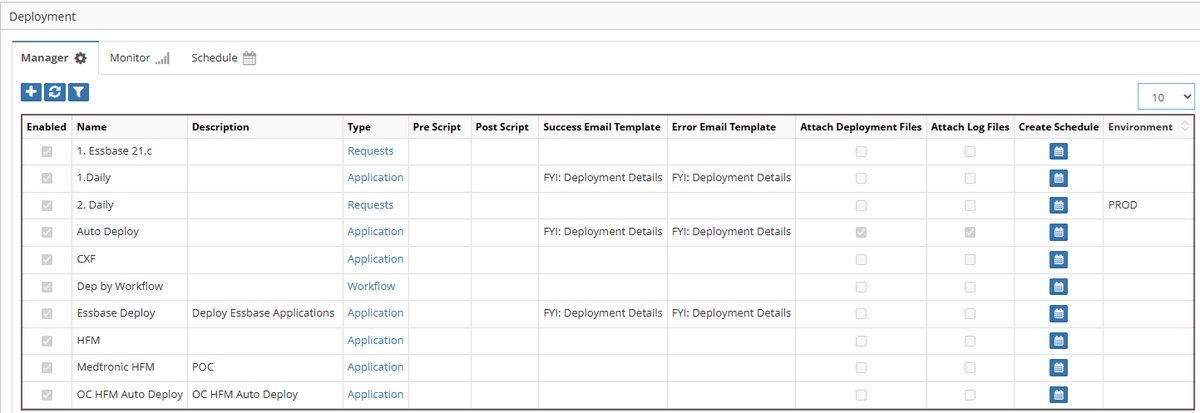 Deployment
Manager Monitor Schedule
10
Enabled Name Description Type Pre Script Post Script Success Email Template Error Email Template Attach Deployment Files Attach Log Files Create Schedule Environment
1. Essbase 21.c Requests
1.Daily Application FYI: Deployment Details FYI: Deployment Details
2. Daily Requests PROD
Auto Deploy Application FYI: Deployment Details FYI: Deployment Details
CXF Application
Dep by Workflow Workflow
Essbase Deploy Deploy Essbase Applications Application FYI: Deployment Details FYI: Deployment Details
HFM Application
Medtronic HFM POC Application
OC HFM Auto Deploy OC HFM Auto Deploy Application